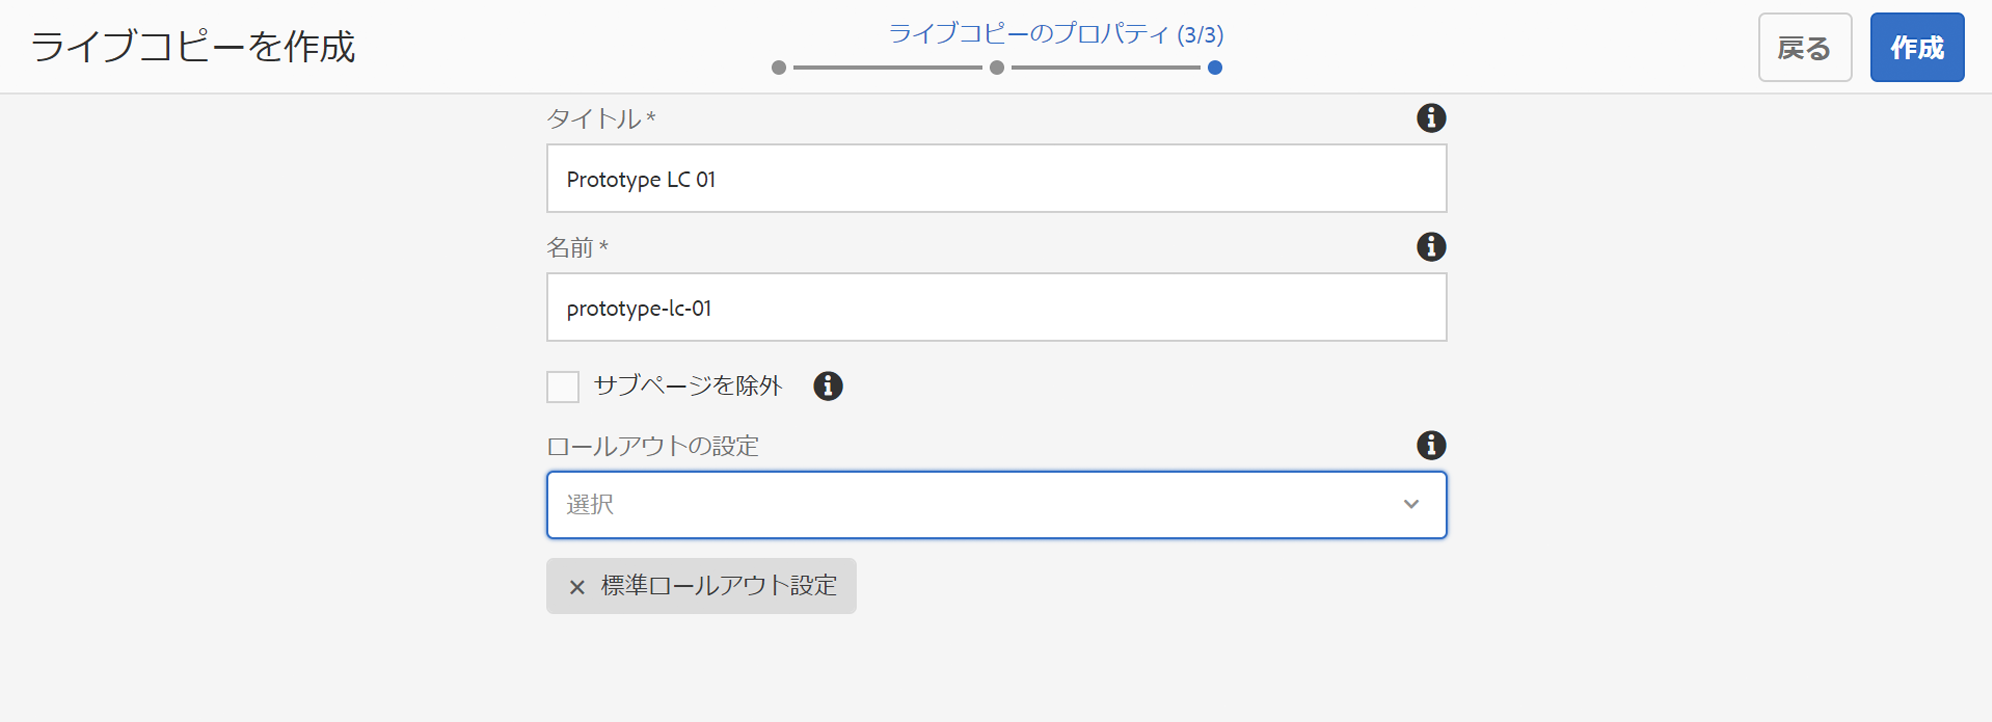 ライブコピーを作成
ライブコピーのプロパティ (3/3)
戻る
作成
タイトル *
Prototype LC 01
名前 *
prototype-lc-01
サブページを除外
ロールアウトの設定
選択
× 標準ロールアウト設定